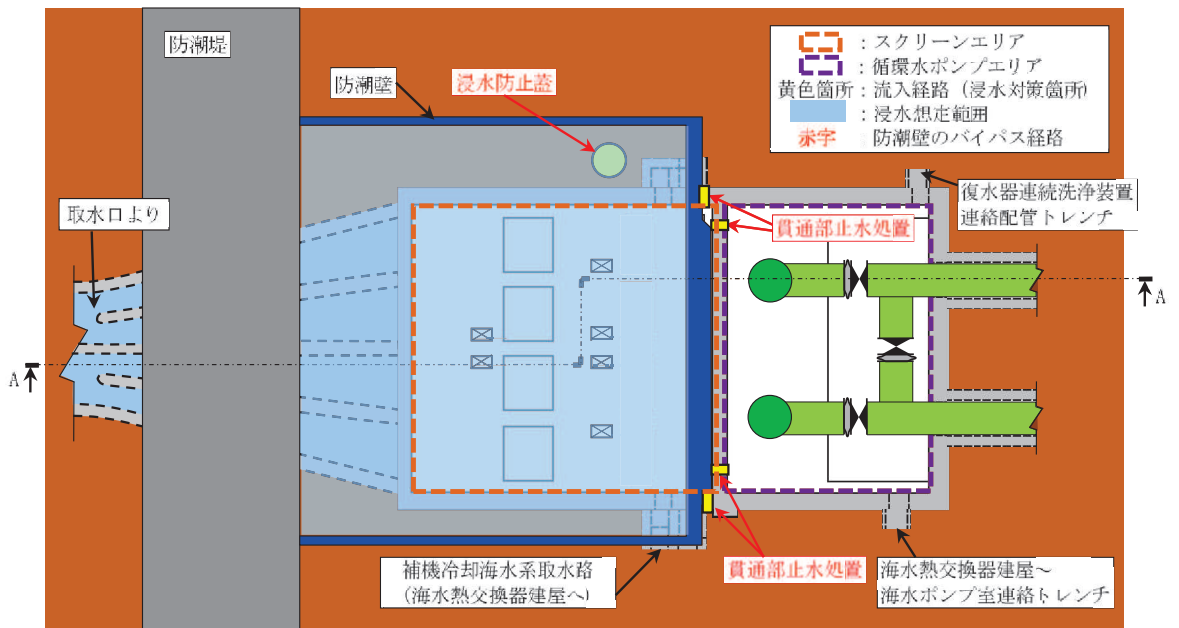 防潮堤
防潮壁
浸水防止蓋
：スクリーンエリア
：循環水ポンプエリア
黄色箇所：流入経路（浸水対策箇所）
：浸水想定範囲
赤字：防潮壁のバイパス経路
取水口より
復水器連続洗浄装置
連絡配管トレンチ
貫通部止水処置
A
A
補機冷却海水系取水路
（海水熱交換器建屋へ）
貫通部止水処置
海水熱交換器建屋～
海水ポンプ室連絡トレンチ